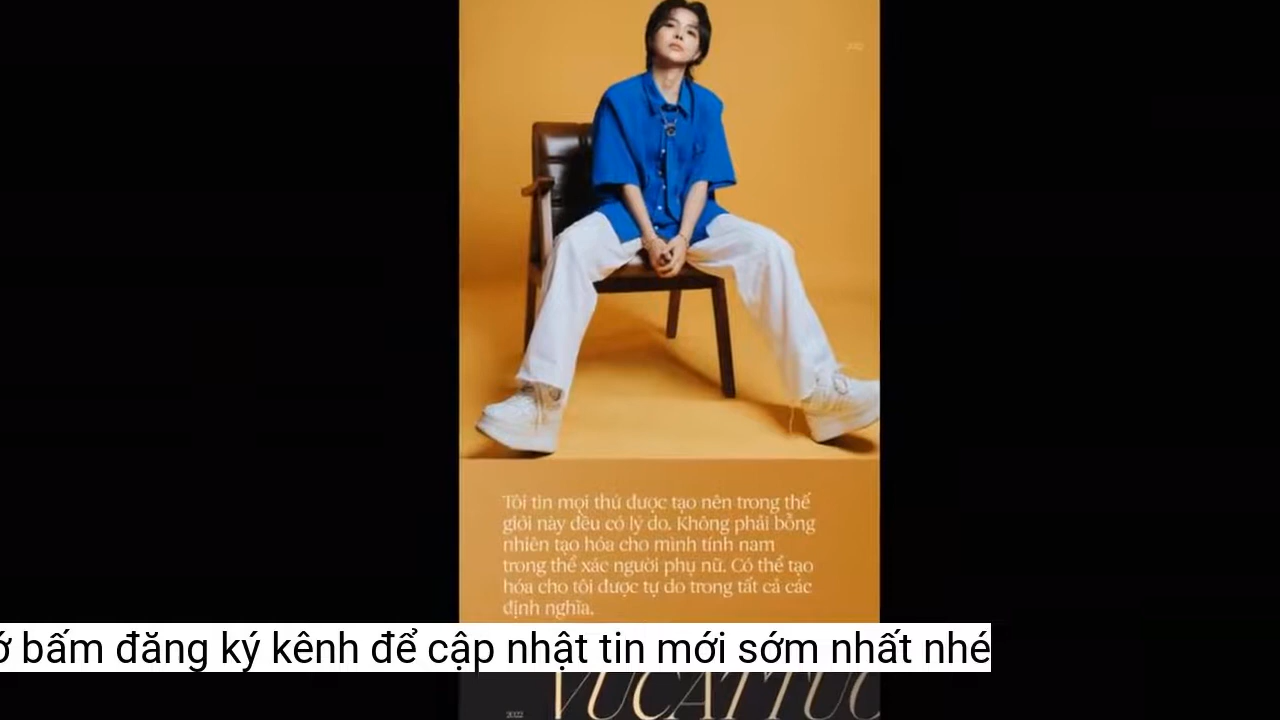 2022
Tôi tin mọi thứ được tạo nên trong thế
giới này đều có lý do. Không phải bỗng
nhiên tạo hóa cho mình tính nam
trong thể xác người phụ nữ. Có thể tạo
hóa cho tôi được tự do trong tất cả các
định nghĩa.
bấm đăng ký kênh để cập nhật tin mới sớm nhất nhé
2022